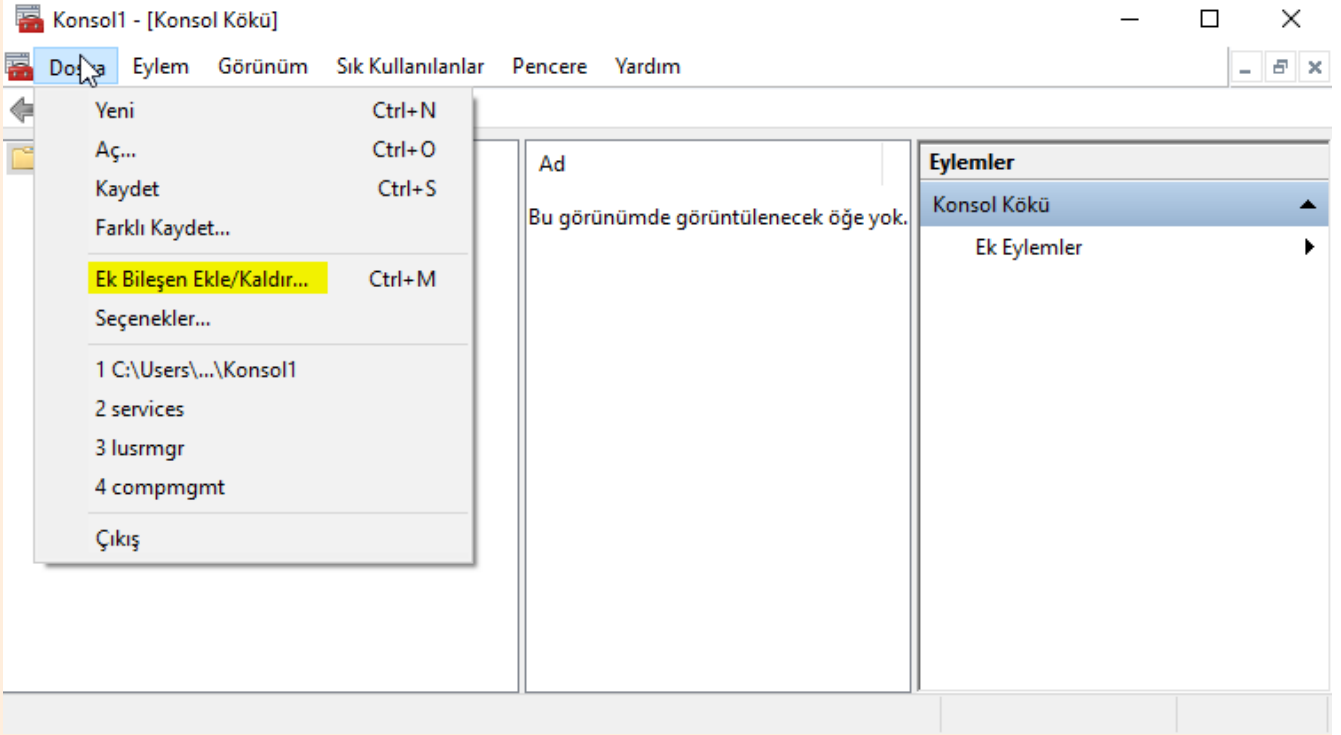 Konsol1 - [Konsol Kökü]
Dosya Eylem Görünüm Sık Kullanılanlar Pencere Yardım
Yeni Ctrl+N
Aç... Ctrl+O
Kaydet Ctrl+S
Farklı Kaydet...
Ek Bileşen Ekle/Kaldır... Ctrl+M
Seçenekler...
1 C:\Users\...\Konsol1
2 services
3 lusrmgr
4 compmgmt
Çıkış
Ad
Bu görünümde görüntülenecek öğe yok.
Eylemler
Konsol Kökü
Ek Eylemler